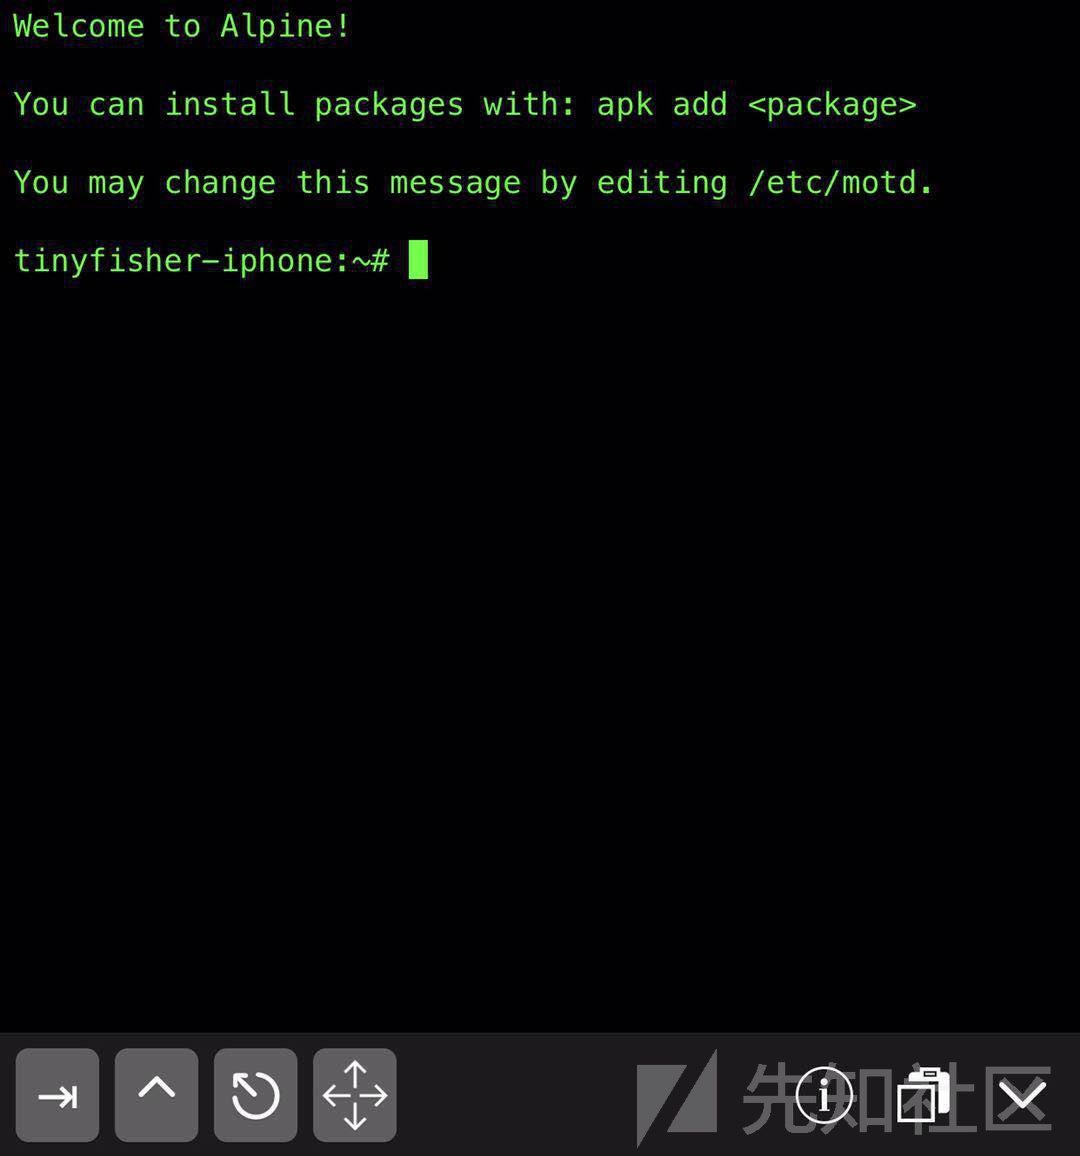 Welcome to Alpine!
You can install packages with: apk add <package>
You may change this message by editing /etc/motd.
tinyfisher-iphone:~#
先知社区